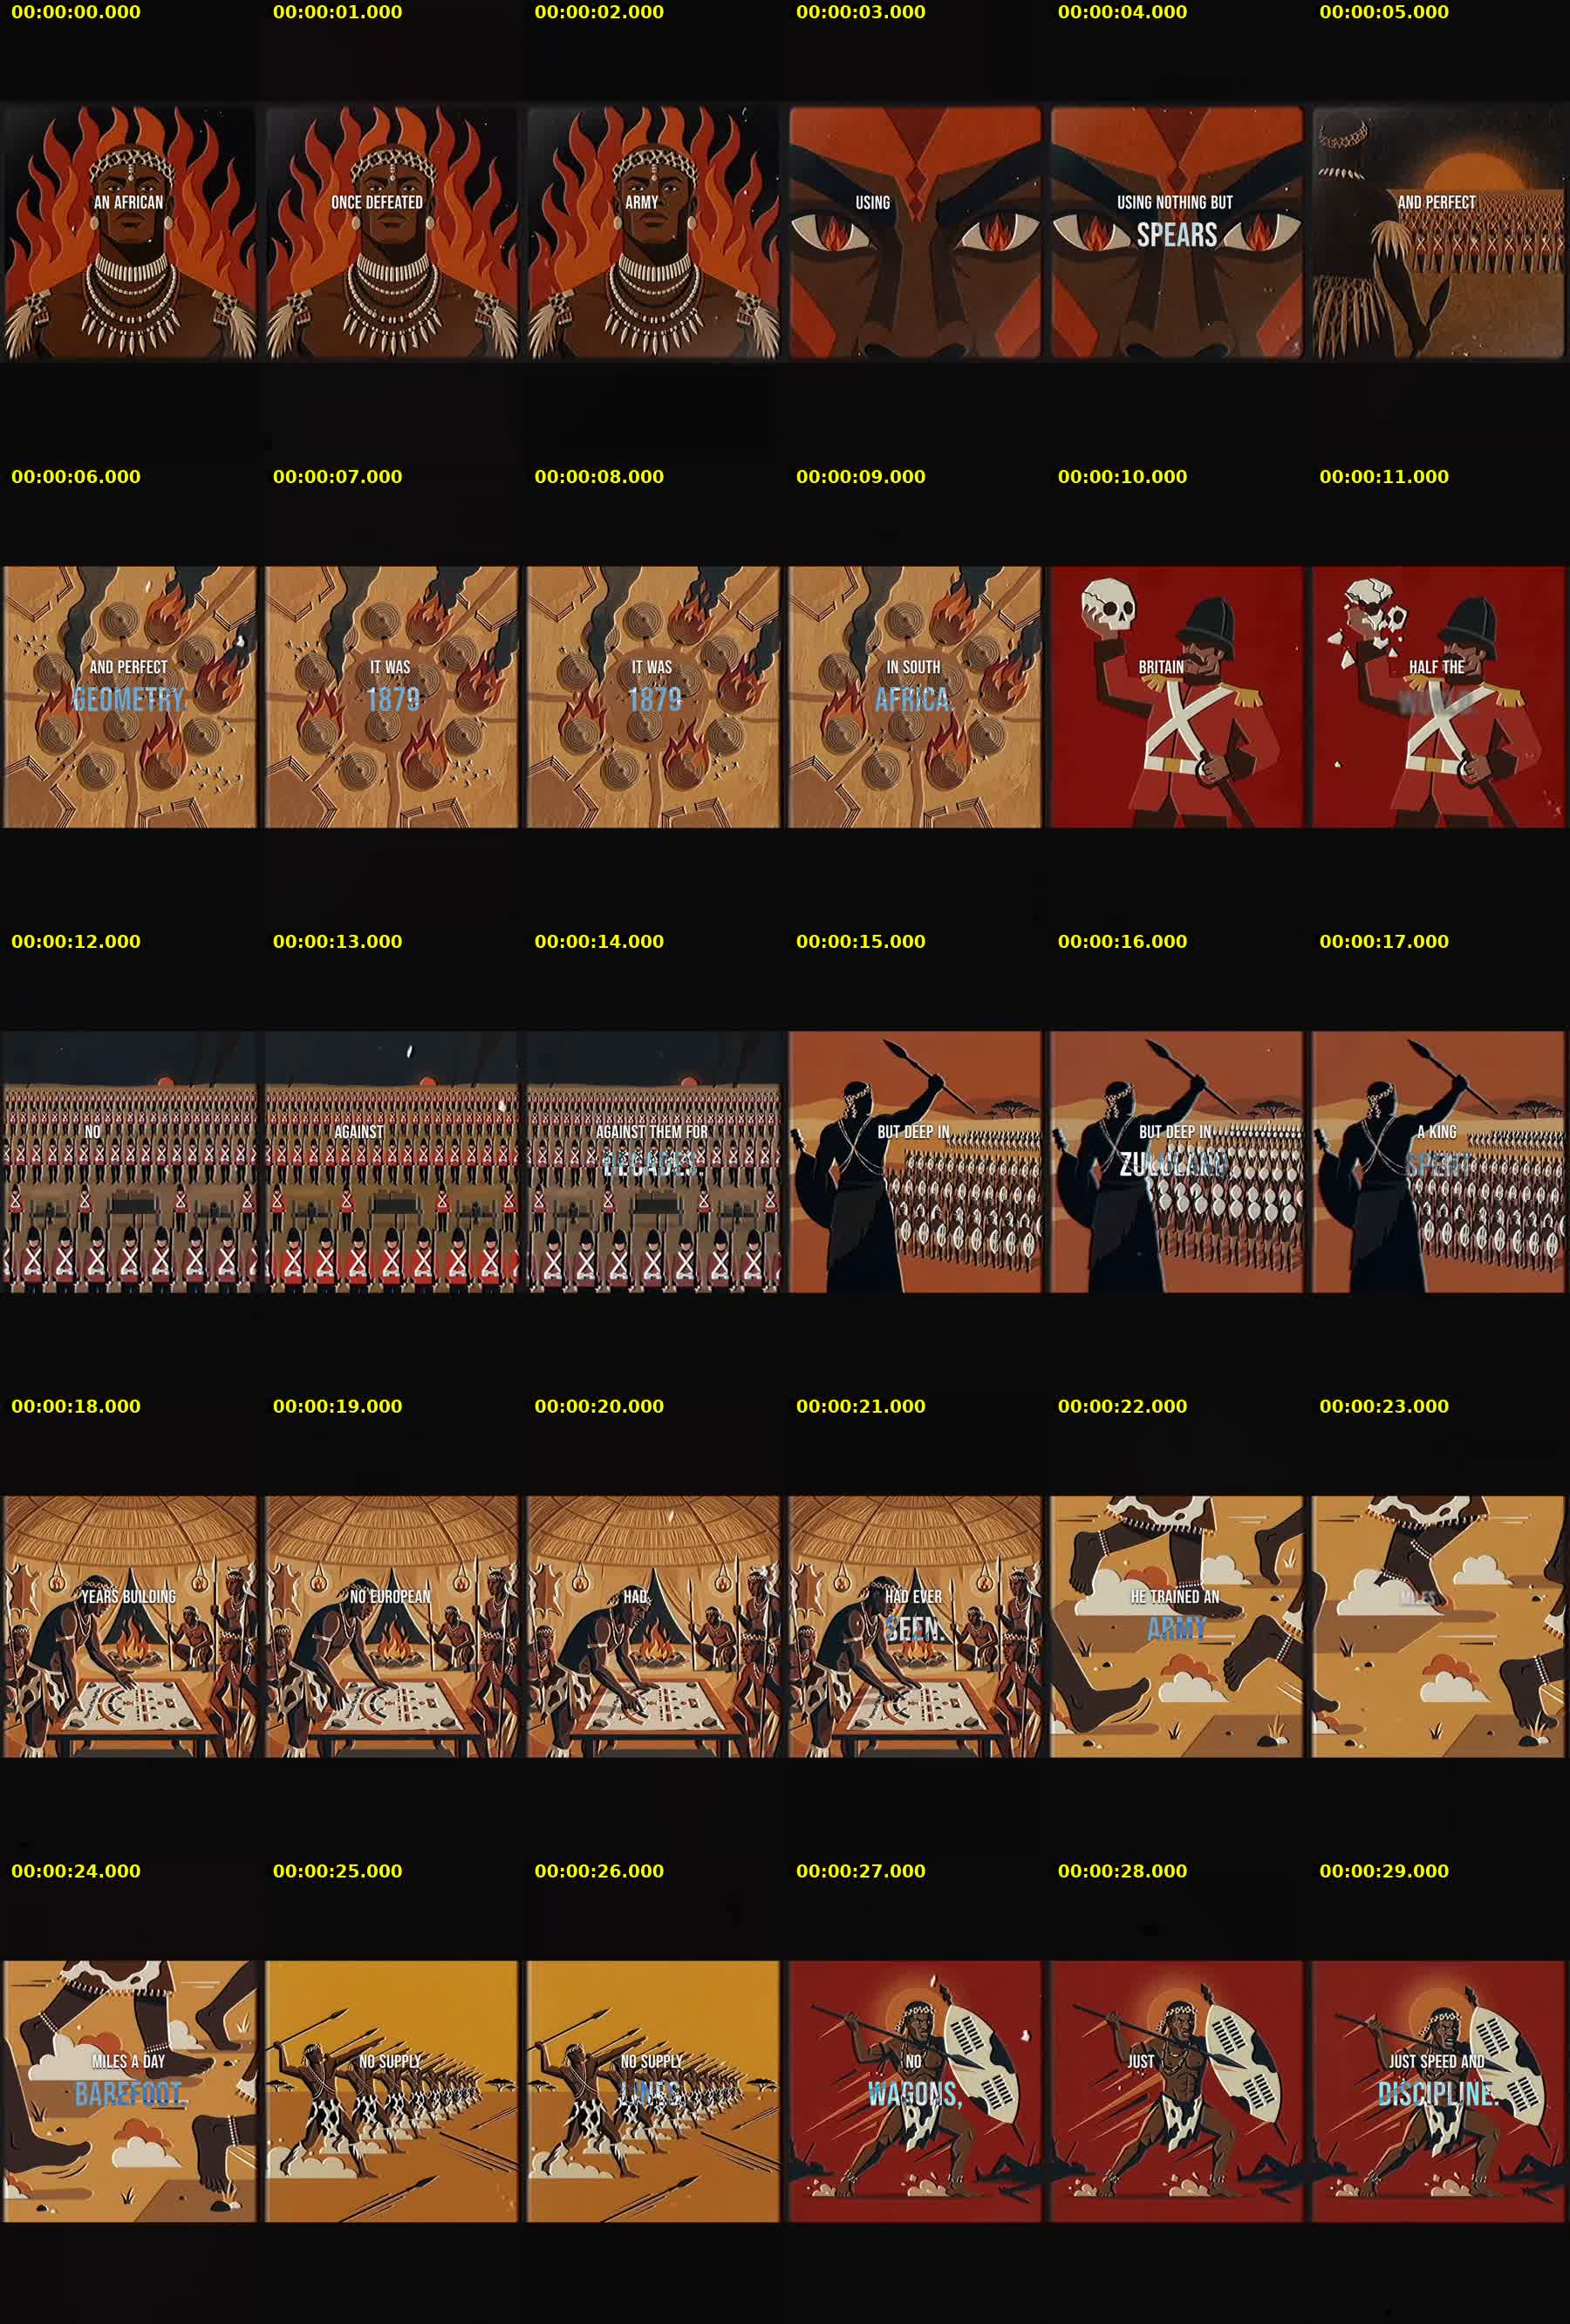 00:00:00.000
00:00:01.000
00:00:02.000
00:00:03.000
00:00:04.000
00:00:05.000
AN AFRICAN
ONCE DEFEATED
ARMY
USING
USING NOTHING BUT
SPEARS
AND PERFECT
00:00:06.000
00:00:07.000
00:00:08.000
00:00:09.000
00:00:10.000
00:00:11.000
AND PERFECT
GEOMETRY.
IT WAS
1879
IT WAS
1879
IN SOUTH
AFRICA.
BRITAIN
HALF THE
00:00:12.000
00:00:13.000
00:00:14.000
00:00:15.000
00:00:16.000
00:00:17.000
NO
AGAINST
AGAINST THEM FOR
DECADES.
BUT DEEP IN
BUT DEEP IN
ZULULAND
A KING
SPENT
00:00:18.000
00:00:19.000
00:00:20.000
00:00:21.000
00:00:22.000
00:00:23.000
YEARS BUILDING
NO EUROPEAN
HAD
HAD EVER
SEEN.
HE TRAINED AN
ARMY
MILES
00:00:24.000
00:00:25.000
00:00:26.000
00:00:27.000
00:00:28.000
00:00:29.000
MILES A DAY
BAREFOOT.
NO SUPPLY
NO SUPPLY
LINES,
NO
WAGONS,
JUST
JUST SPEED AND
DISCIPLINE.